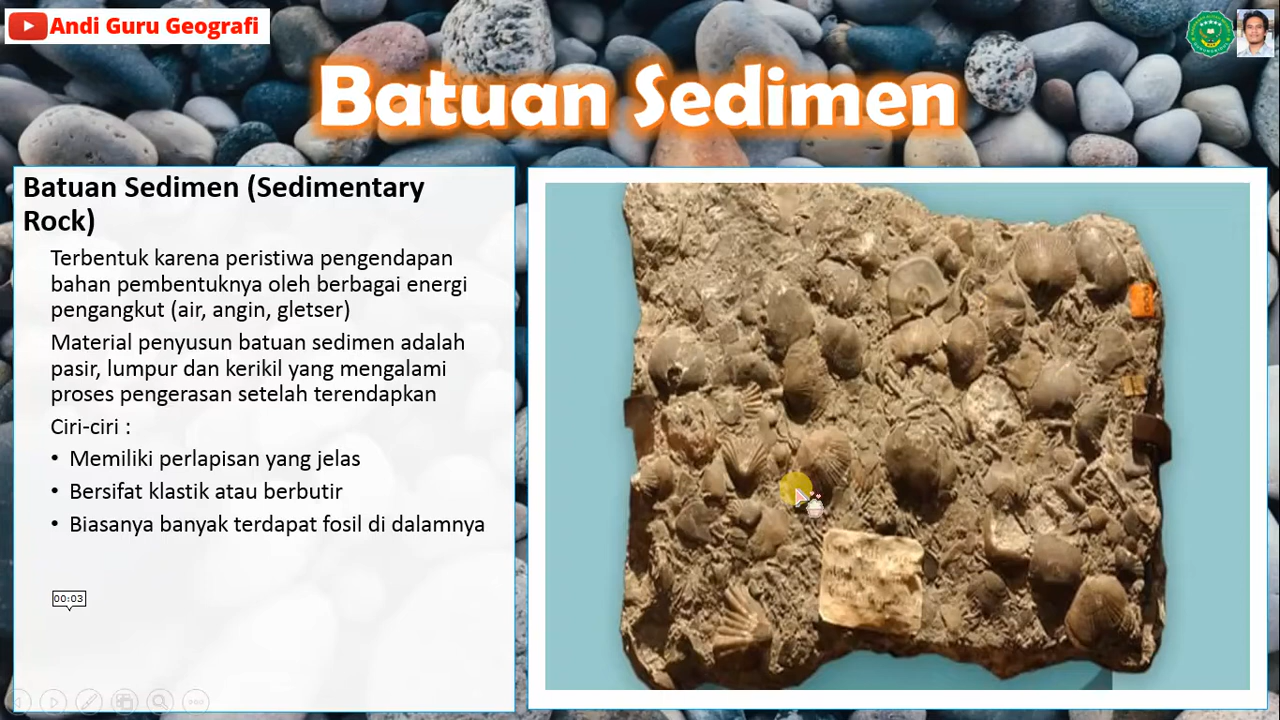 Andi Guru Geografi
Batuan Sedimen
Batuan Sedimen (Sedimentary
Rock)
Terbentuk karena peristiwa pengendapan
bahan pembentuknya oleh berbagai energi
pengangkut (air, angin, gletser)
Material penyusun batuan sedimen adalah
pasir, lumpur dan kerikil yang mengalami
proses pengerasan setelah terendapkan
Ciri-ciri :
• Memiliki perlapisan yang jelas
• Bersifat klastik atau berbutir
• Biasanya banyak terdapat fosil di dalamnya
00:03